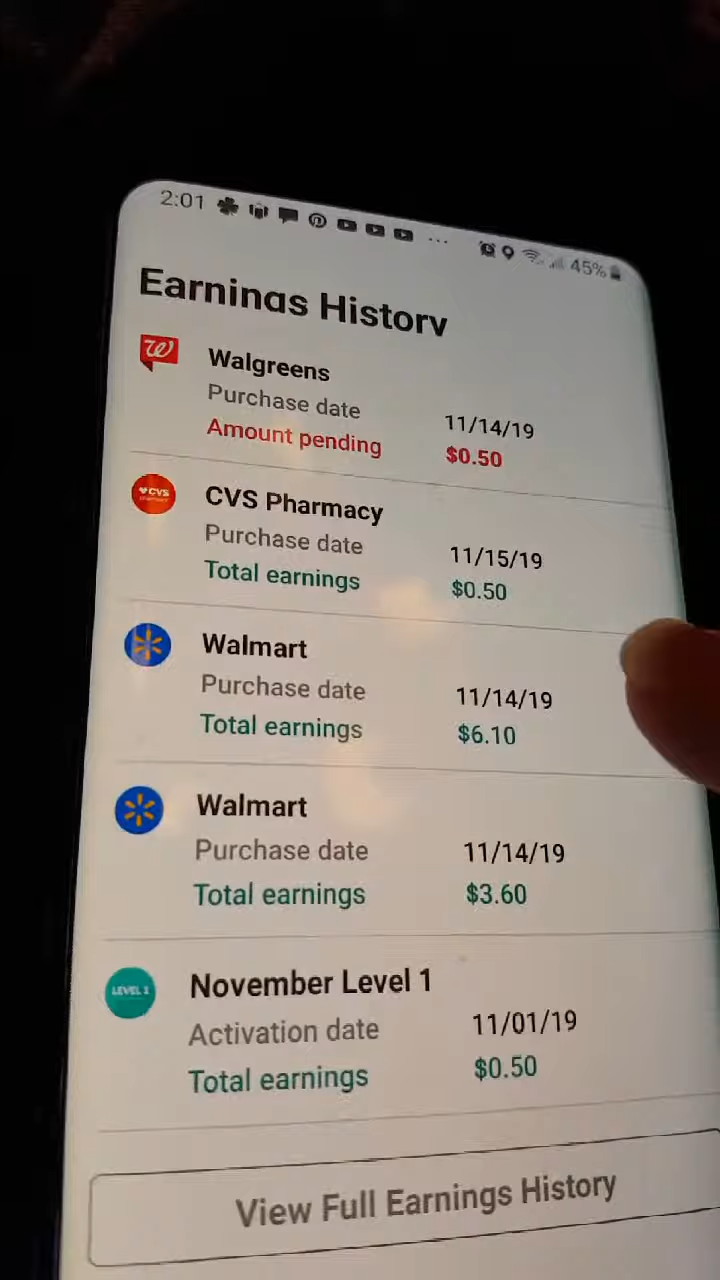 2:01 45%
Earnings History
Walgreens
Purchase date 11/14/19
Amount pending $0.50
CVS
CVS Pharmacy
Purchase date 11/15/19
Total earnings $0.50
Walmart
Purchase date 11/14/19
Total earnings $6.10
Walmart
Purchase date 11/14/19
Total earnings $3.60
LEVEL 1
November Level 1
Activation date 11/01/19
Total earnings $0.50
View Full Earnings History